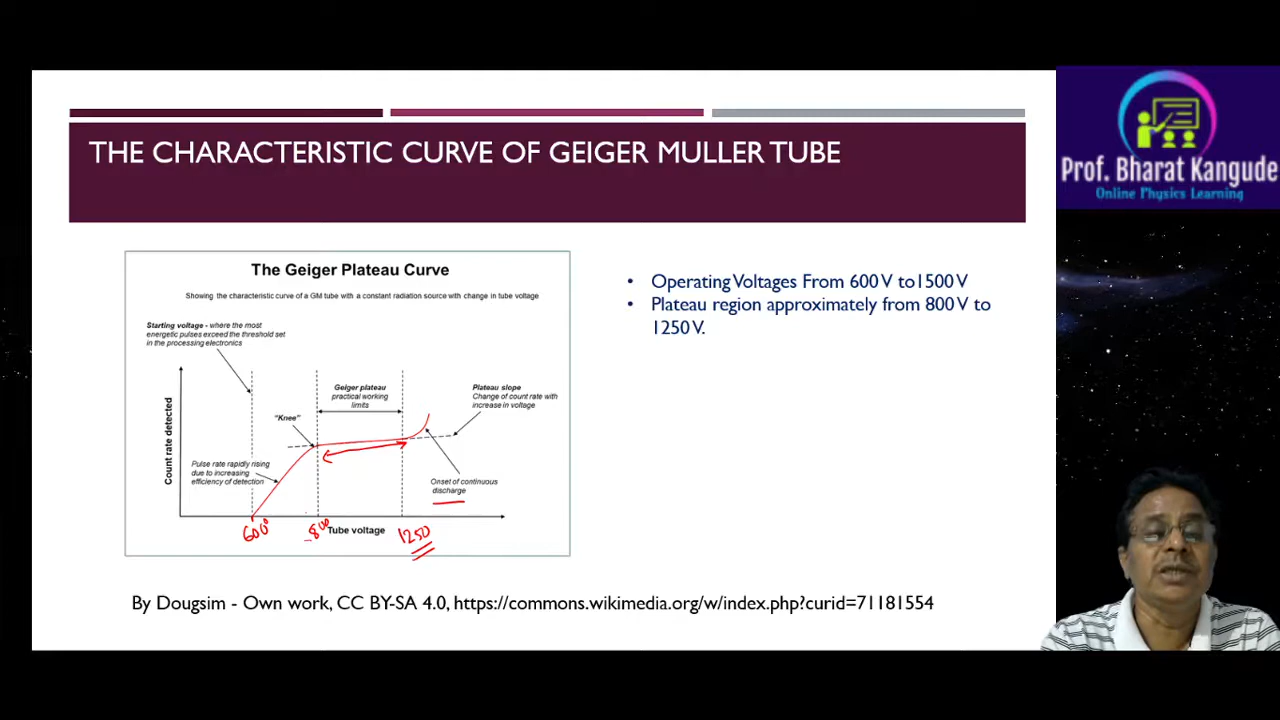 THE CHARACTERISTIC CURVE OF GEIGER MULLER TUBE
Prof. Bharat Kangude
Online Physics Learning
The Geiger Plateau Curve
Showing the characteristic curve of a GM tube with a constant radiation source with change in tube voltage
Starting voltage - where the most
energetic pulses exceed the threshold set
in the processing electronics
Geiger plateau
practical working
limits
Plateau slope
Change of count rate with
increase in voltage
"Knee"
Count rate detected
Pulse rate rapidly rising
due to increasing
efficiency of detection
Onset of continuous
discharge
600
800
1250
Tube voltage
• Operating Voltages From 600 V to1500 V
• Plateau region approximately from 800 V to
1250 V.
By Dougsim - Own work, CC BY-SA 4.0, https://commons.wikimedia.org/w/index.php?curid=71181554